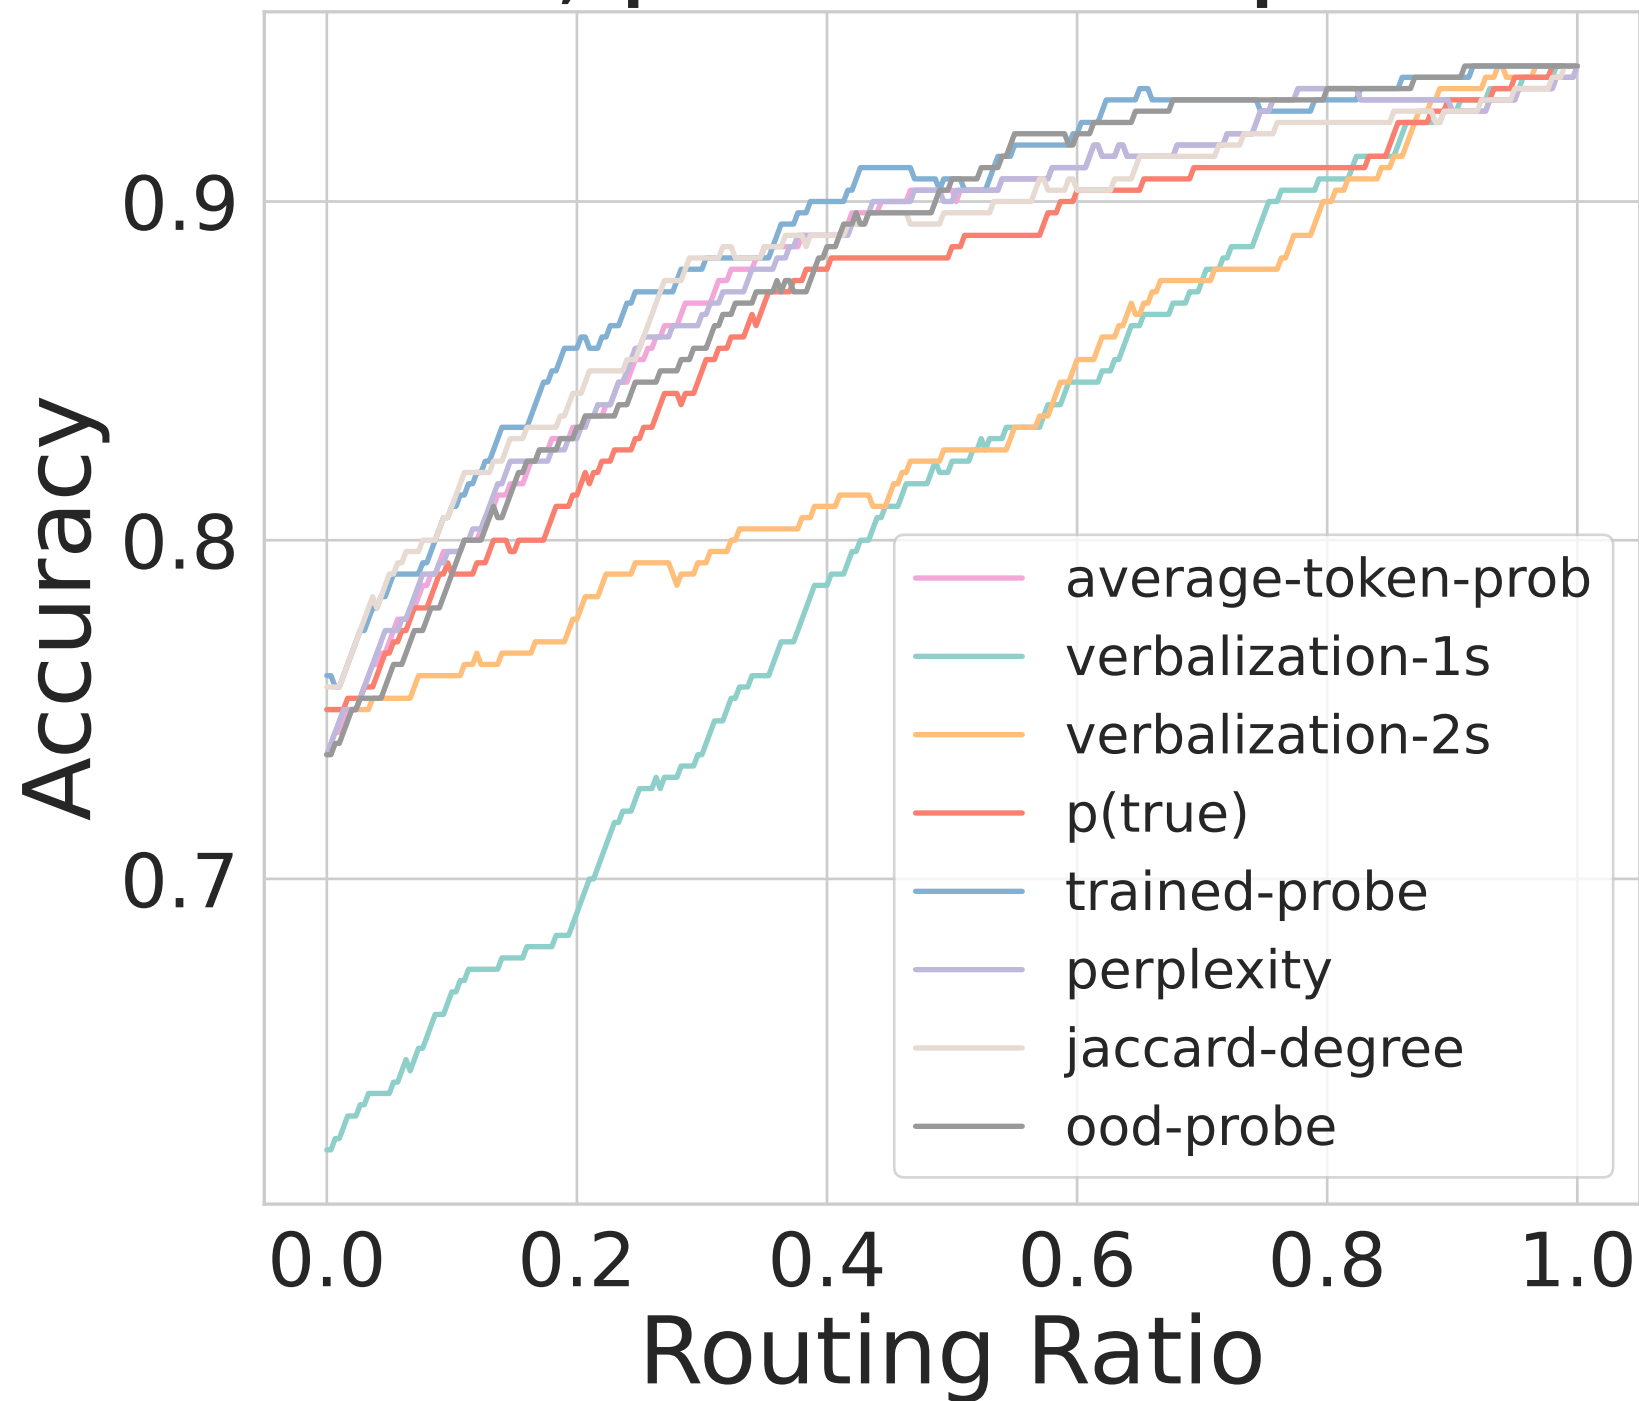 Accuracy
0.9
0.8
0.7
average-token-prob
verbalization-1s
verbalization-2s
p(true)
trained-probe
perplexity
jaccard-degree
ood-probe
0.0 0.2 0.4 0.6 0.8 1.0
Routing Ratio